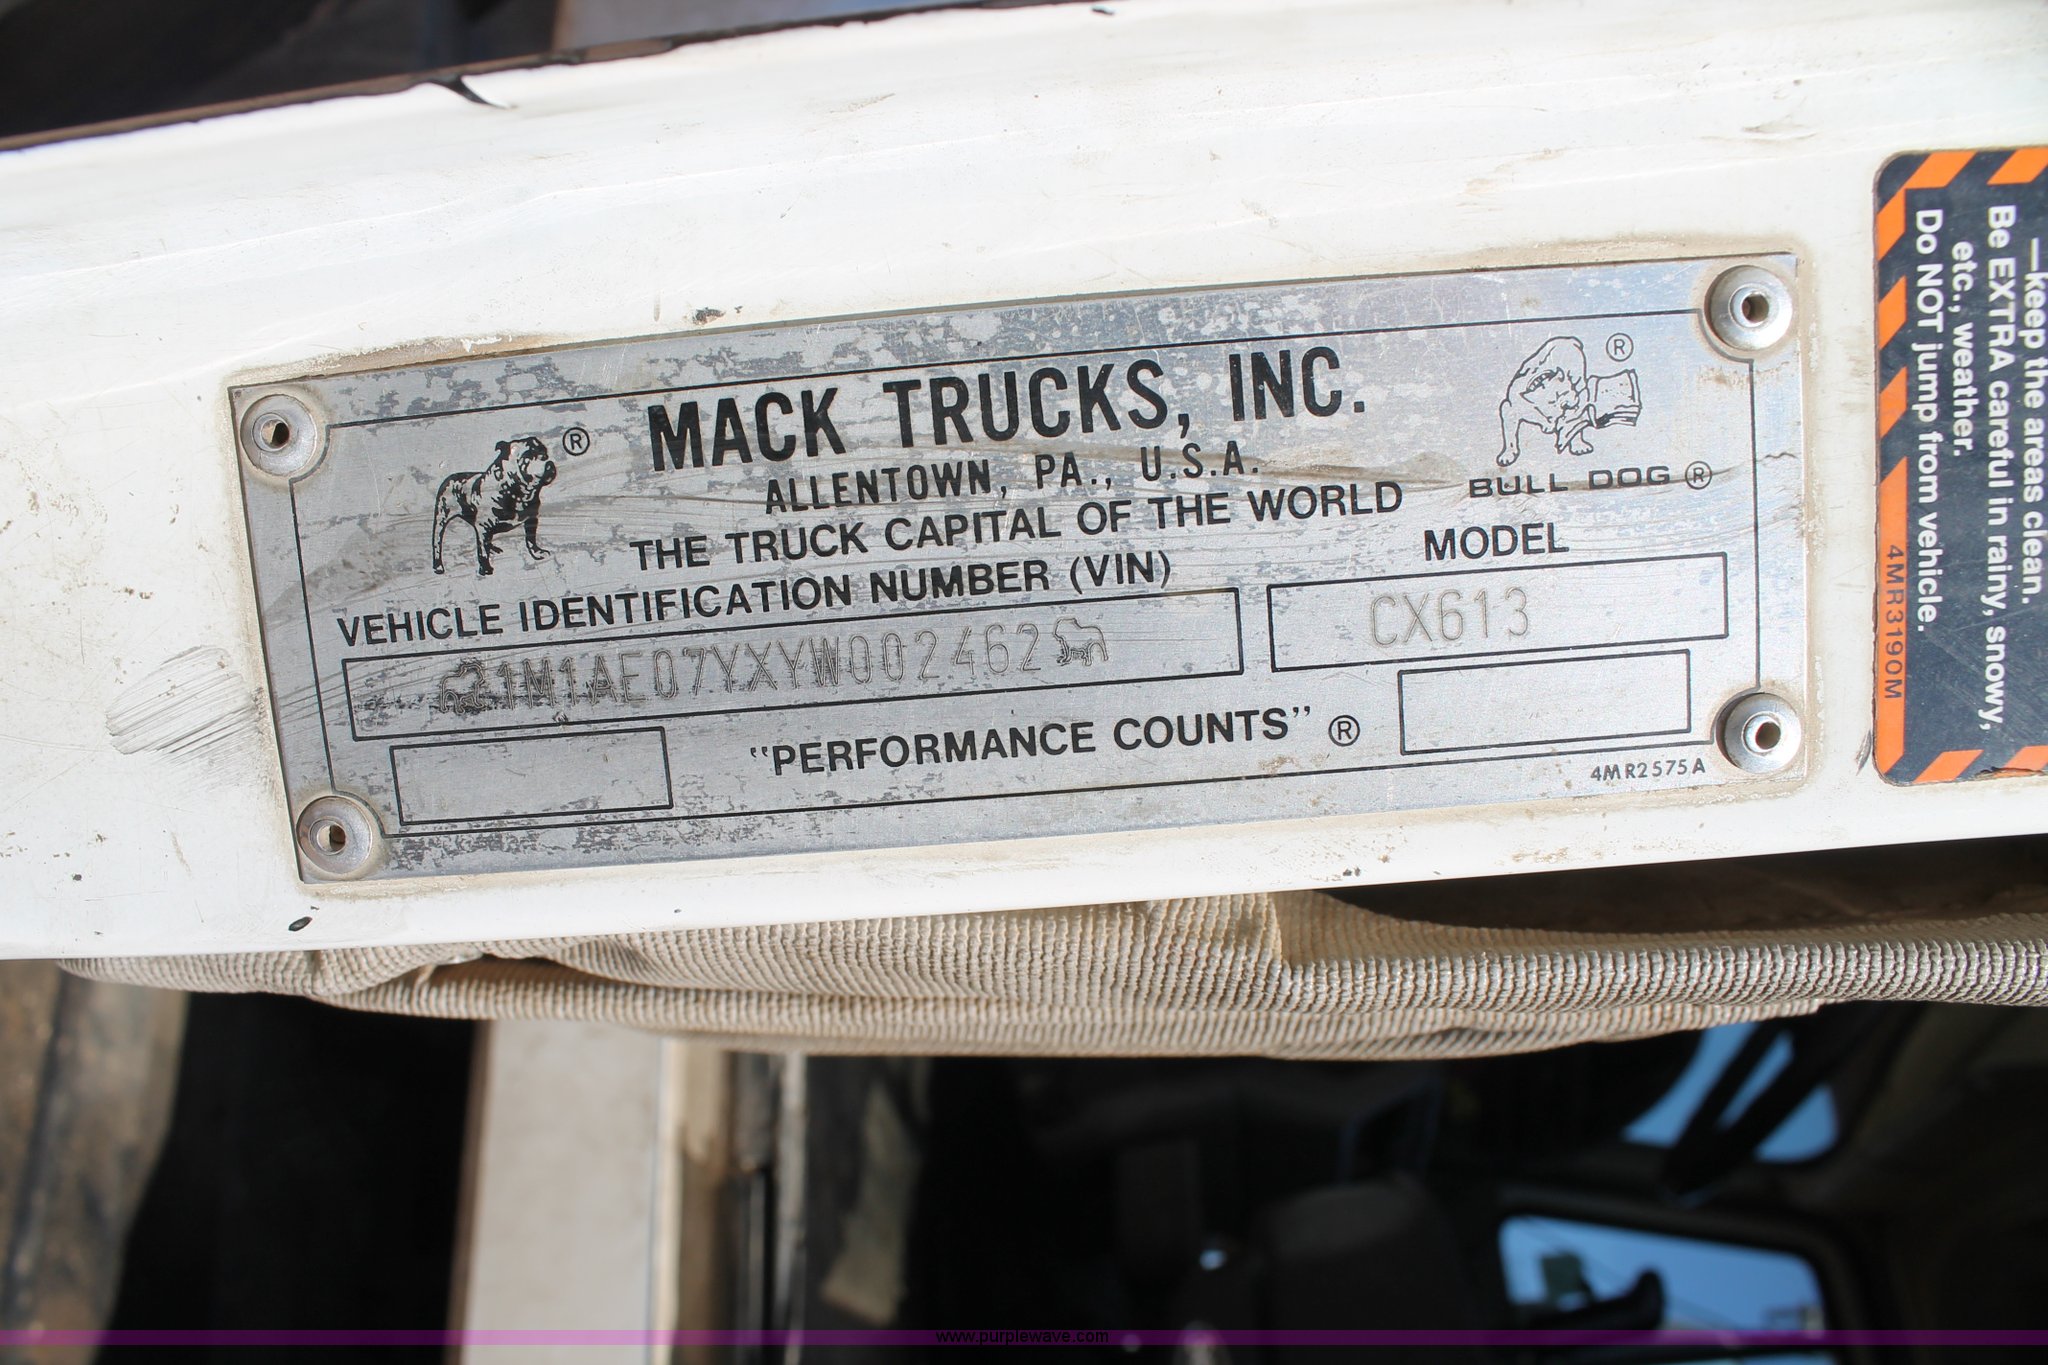 MACK TRUCKS, INC.
ALLENTOWN, PA., U.S.A.
THE TRUCK CAPITAL OF THE WORLD
®
®
BULL DOG ®
VEHICLE IDENTIFICATION NUMBER (VIN)
1M1AE07YXYW002462
MODEL
CX613
"PERFORMANCE COUNTS" ®
4MR2575A
—keep the areas clean.
Be EXTRA careful in rainy, snowy,
etc., weather.
Do NOT jump from vehicle.
4MR3190M
www.purplewave.com